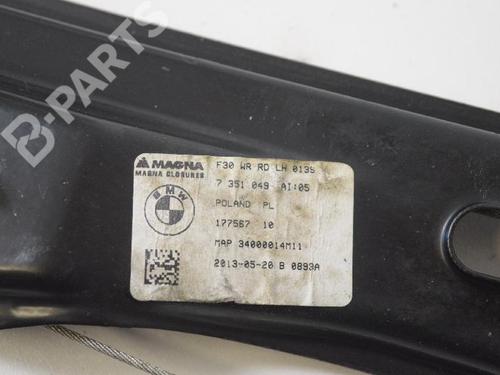 B-PARTS
MAGNA
MAGNA CLOSURES
F30 WR RD LH 0135
7 351 049 AI:05
BMW
POLAND PL
177567 10
MAP 34000014M11
2013-05-20 B 0893A